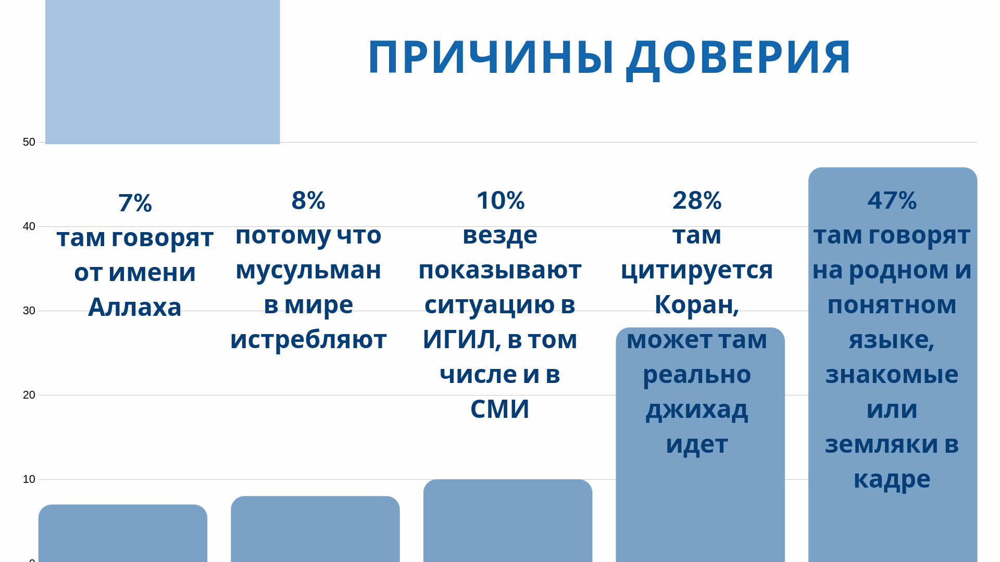 ПРИЧИНЫ ДОВЕРИЯ
50
40
30
20
10
0
7%
там говорят
от имени
Аллаха
8%
потому что
мусульман
в мире
истребляют
10%
везде
показывают
ситуацию в
ИГИЛ, в том
числе и в
СМИ
28%
там
цитируется
Коран,
может там
реально
джихад
идет
47%
там говорят
на родном и
понятном
языке,
знакомые
или
земляки в
кадре